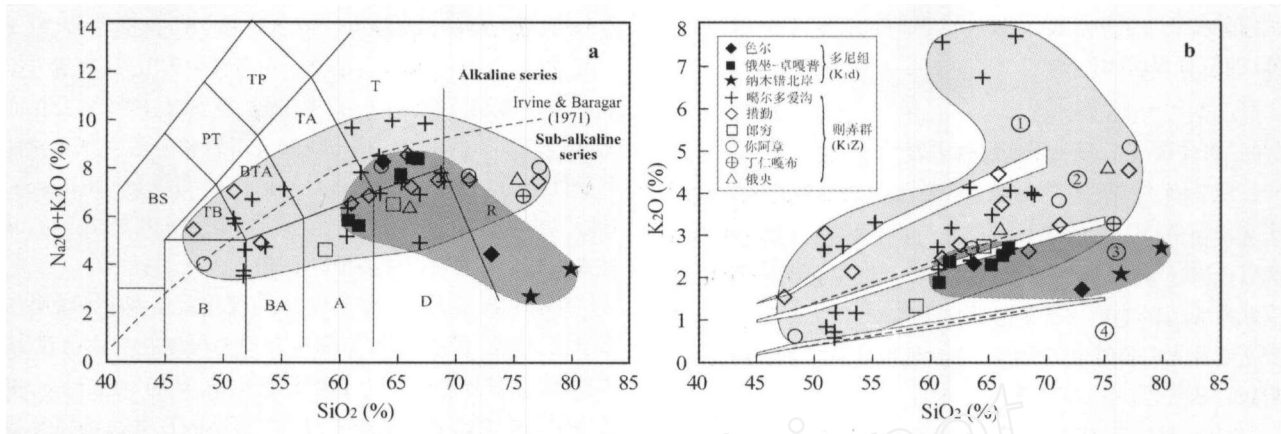 14
12
10
8
6
4
2
0
Na2O+K2O (%)
40
45
50
55
60
65
70
75
80
85
SiO2 (%)
a
TP
T
Alkaline series
TA
Irvine & Baragar
(1971)
PT
Sub-alkaline
series
BTA
BS
TB
R
B
BA
A
D
8%
7
6
5
4
3
2
1
0
K2O (%)
40
45
50
55
60
65
70
75
80
85
SiO2 (%)
b
色尔
俄坐-卓嘎普
纳木错北岸
多尼组
(K1d)
噶尔多爱沟
措勤
郎穷
你阿章
丁仁嘎布
俄央
则弄群
(K1Z)
1
2
3
4